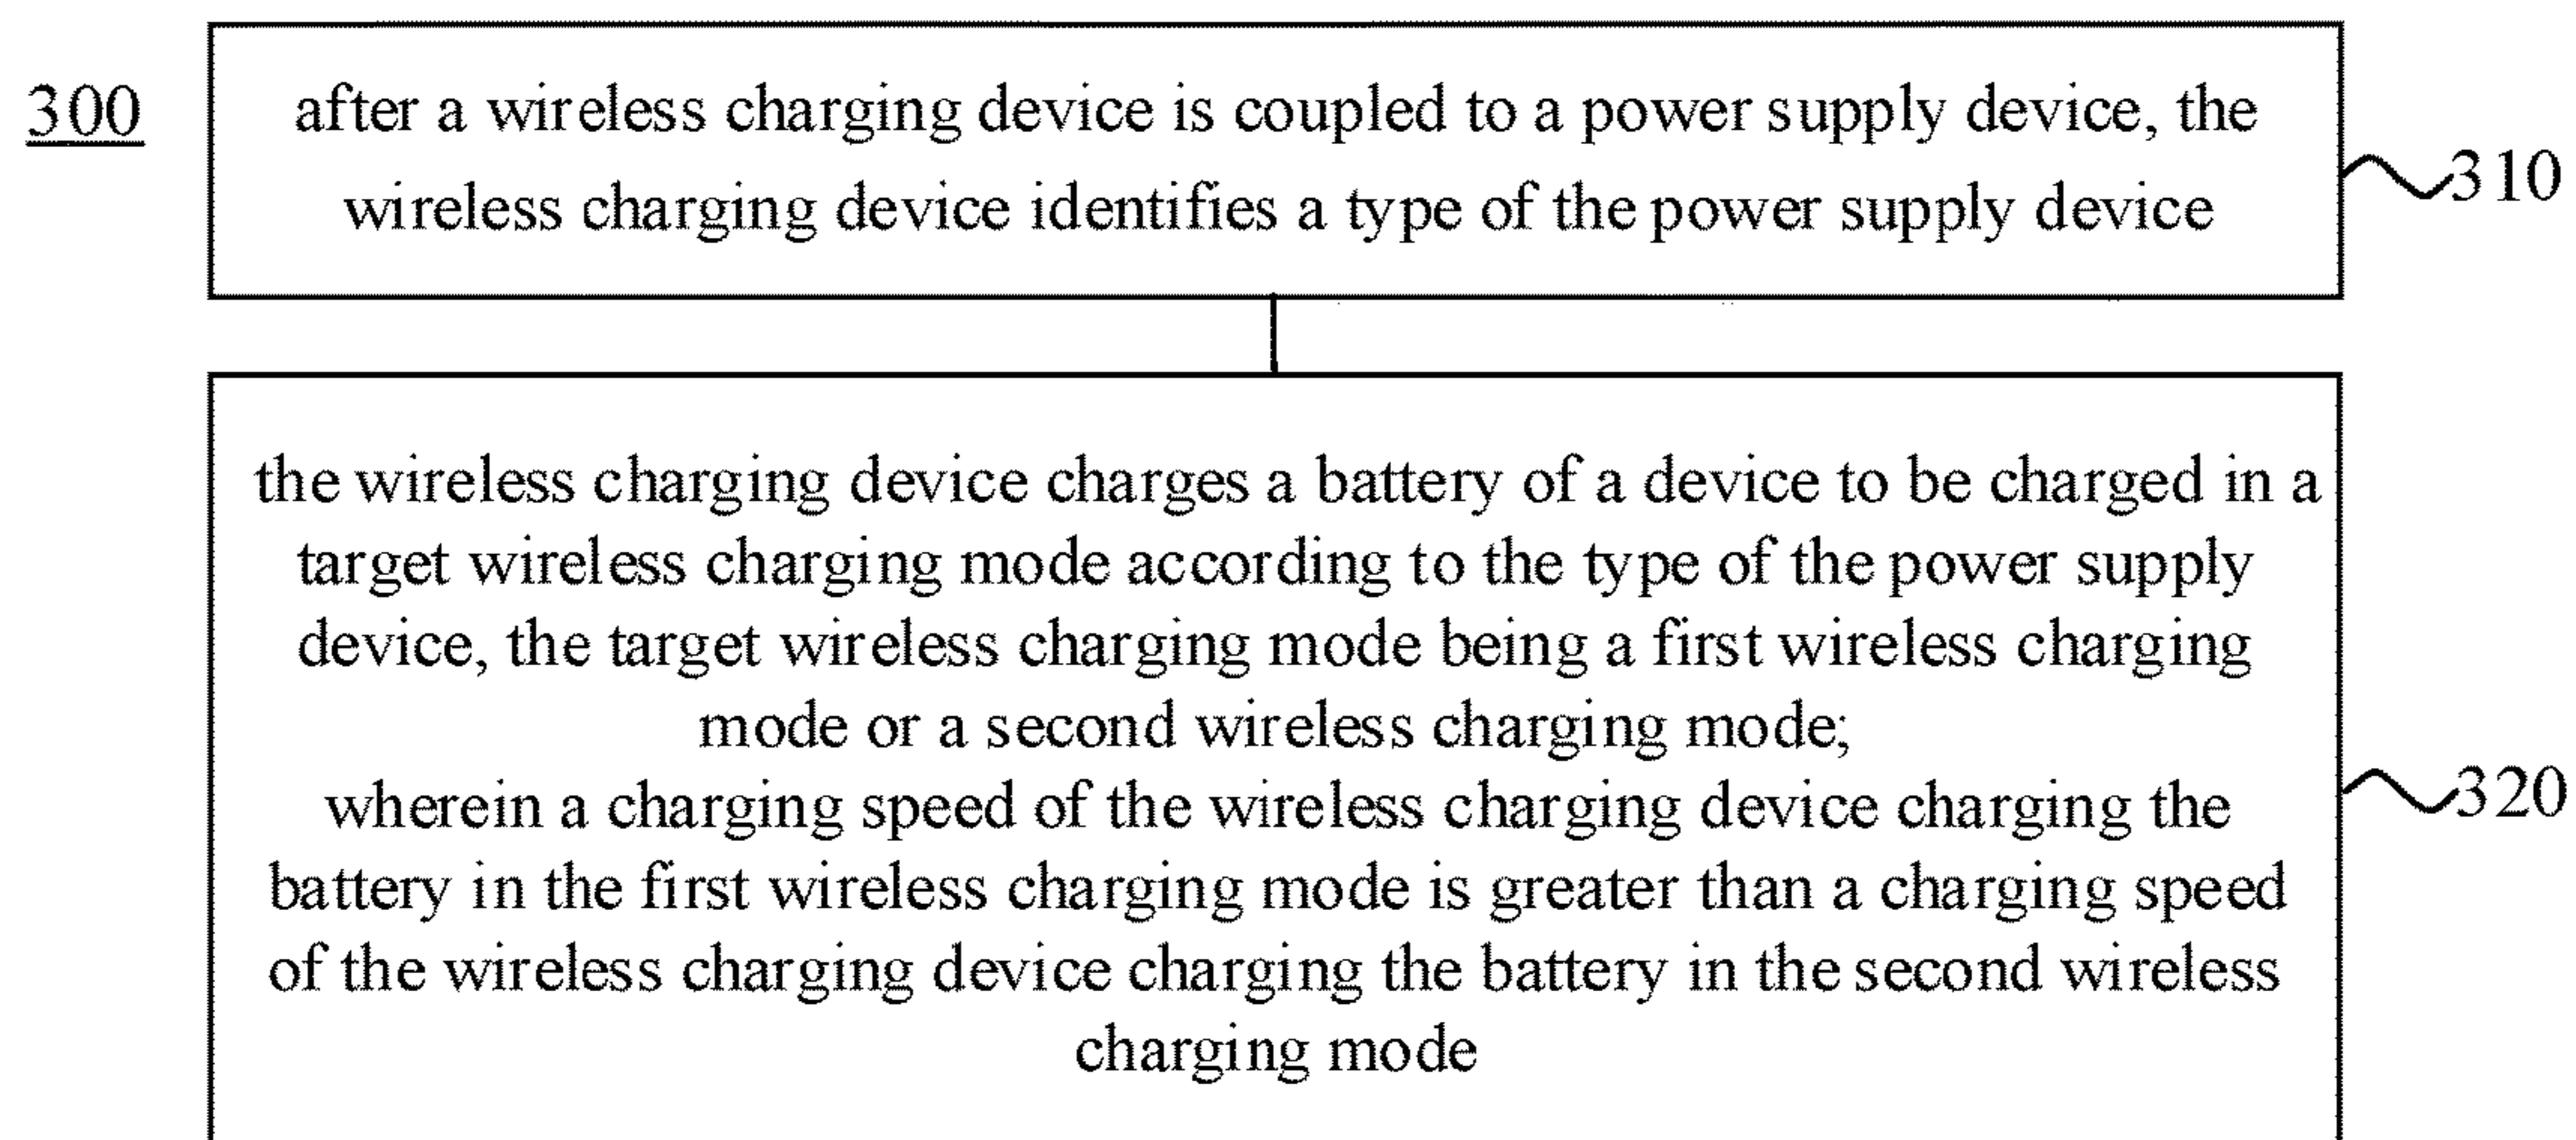 300
after a wireless charging device is coupled to a power supply device, the
wireless charging device identifies a type of the power supply device
310
the wireless charging device charges a battery of a device to be charged in a
target wireless charging mode according to the type of the power supply
device, the target wireless charging mode being a first wireless charging
mode or a second wireless charging mode;
wherein a charging speed of the wireless charging device charging the
battery in the first wireless charging mode is greater than a charging speed
of the wireless charging device charging the battery in the second wireless
charging mode
320